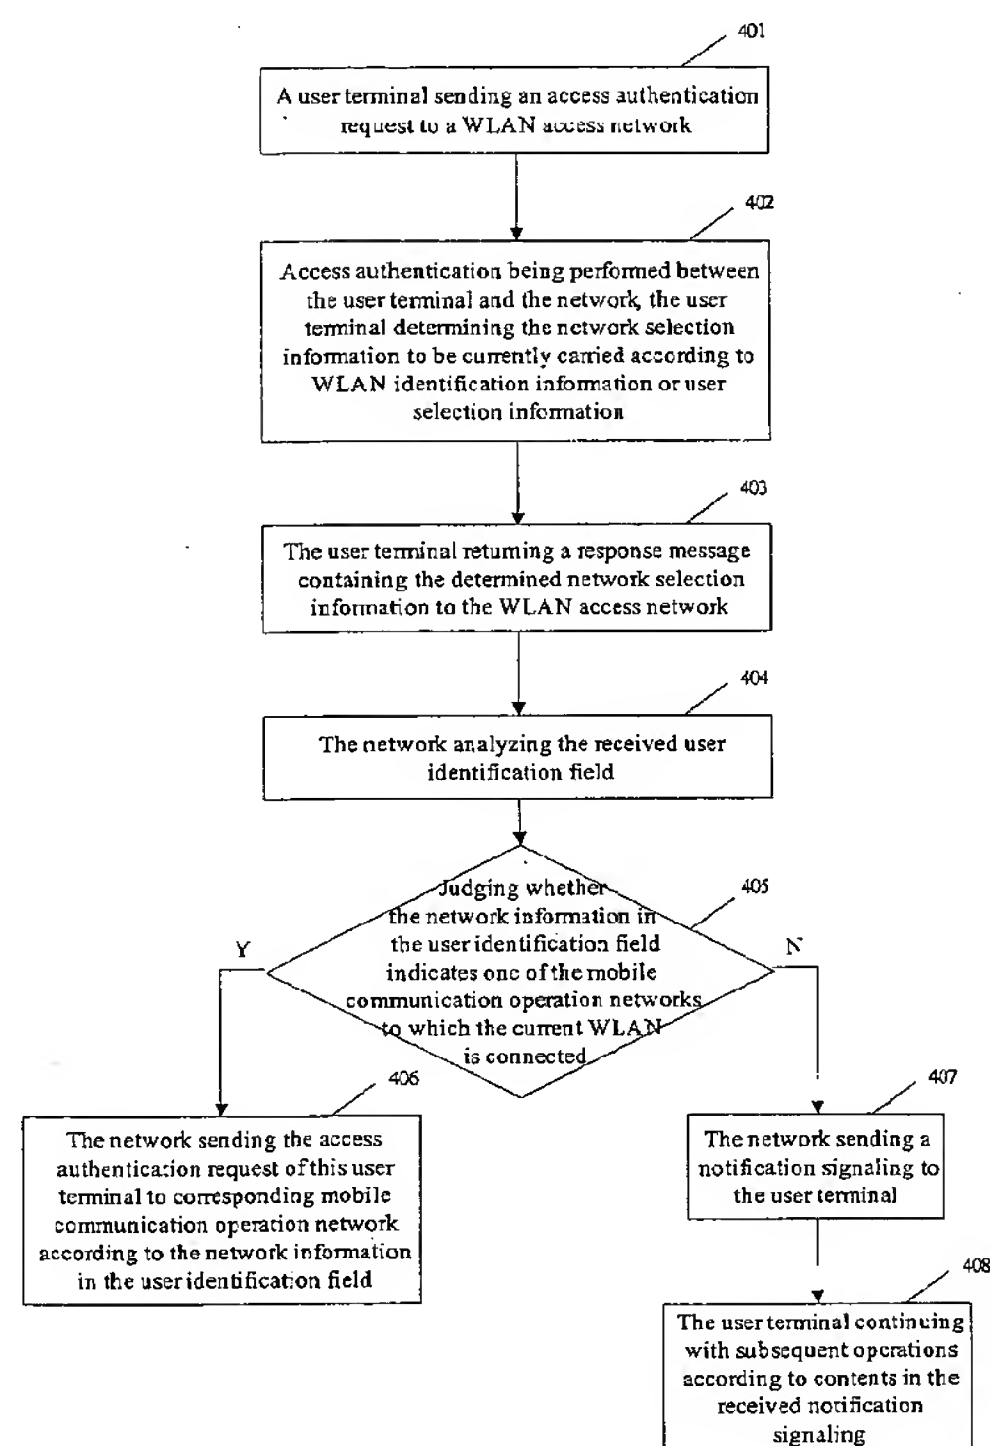 401
A user terminal sending an access authentication
request to a WLAN access network
402
Access authentication being performed between
the user terminal and the network, the user
terminal determining the network selection
information to be currently carried according to
WLAN identification information or user
selection information
403
The user terminal returning a response message
containing the determined network selection
information to the WLAN access network
404
The network analyzing the received user
identification field
405
Judging whether
the network information in
the user identification field
indicates one of the mobile
communication operation networks
to which the current WLAN
is connected
Y
N
406
The network sending the access
authentication request of this user
terminal to corresponding mobile
communication operation network
according to the network information
in the user identification field
407
The network sending a
notification signaling to
the user terminal
408
The user terminal continuing
with subsequent operations
according to contents in the
received notification
signaling